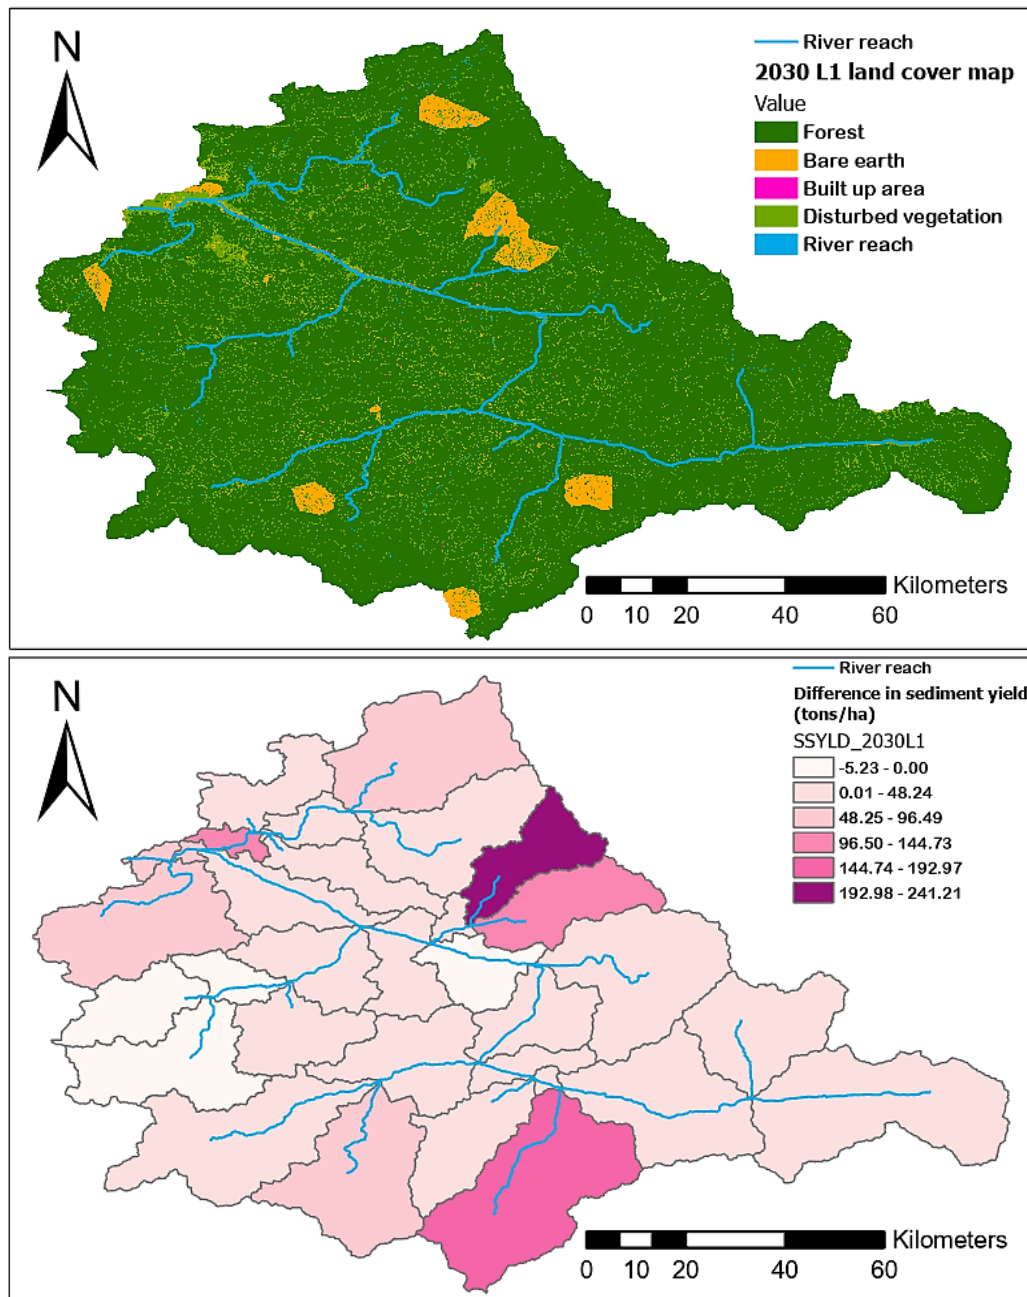 N
River reach
2030 L1 land cover map
Value
Forest
Bare earth
Built up area
Disturbed vegetation
River reach
Kilometers
0 10 20 40 60
River reach
N
Difference in sediment yield
(tons/ha)
SSYLD_2030L1
-5.23 - 0.00
0.01 - 48.24
48.25 - 96.49
96.50 - 144.73
144.74 - 192.97
192.98 - 241.21
Kilometers
0 10 20 40 60